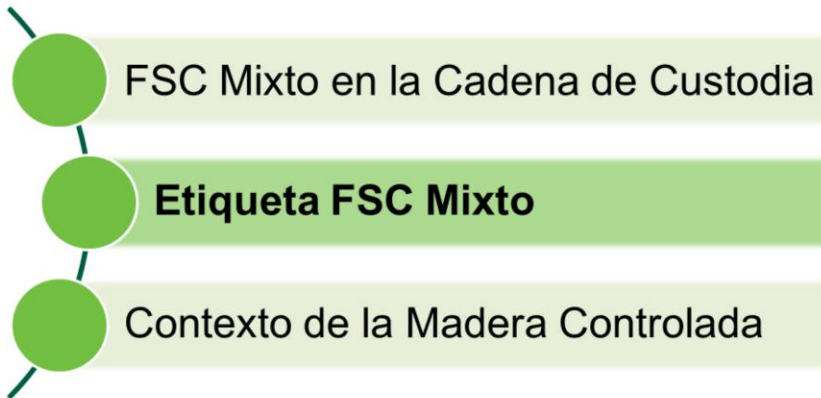 FSC Mixto en la Cadena de Custodia
Etiqueta FSC Mixto
Contexto de la Madera Controlada